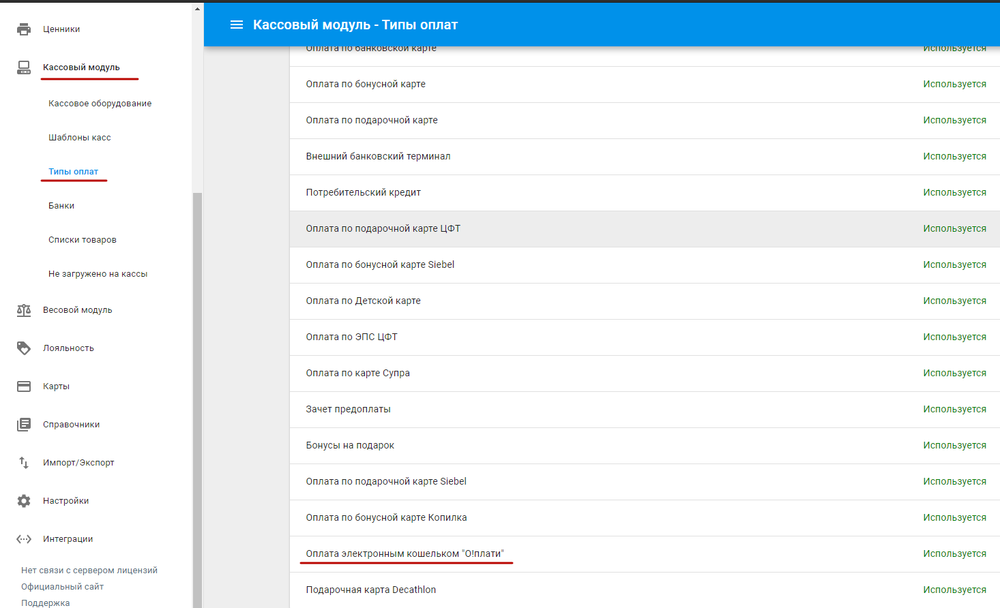 Ценники
Кассовый модуль
Кассовое оборудование
Шаблоны касс
Типы оплат
Банки
Списки товаров
Не загружено на кассы
Весовой модуль
Лояльность
Карты
Справочники
Импорт/Экспорт
Настройки
Интеграции
Нет связи с сервером лицензий
Официальный сайт
Поддержка
Кассовый модуль - Типы оплат
Оплата по банковской карте Используется
Оплата по бонусной карте Используется
Оплата по подарочной карте Используется
Внешний банковский терминал Используется
Потребительский кредит Используется
Оплата по подарочной карте ЦФТ Используется
Оплата по бонусной карте Siebel Используется
Оплата по Детской карте Используется
Оплата по ЭПС ЦФТ Используется
Оплата по карте Супра Используется
Зачет предоплаты Используется
Бонусы на подарок Используется
Оплата по подарочной карте Siebel Используется
Оплата по бонусной карте Копилка Используется
Оплата электронным кошельком "О!плати" Используется
Подарочная карта Decathlon Используется